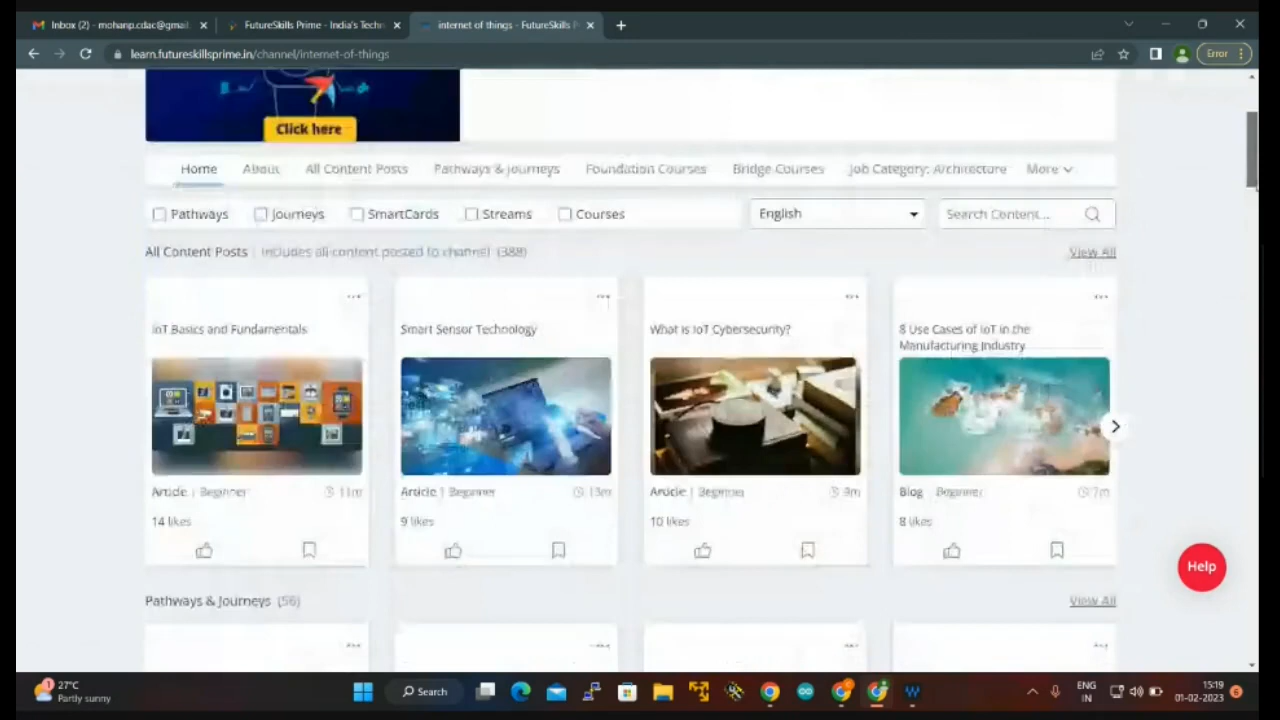 Inbox (2) - mohanp.cdac@gmail.
FutureSkills Prime - India's Techn
internet of things - FutureSkills P
learn.futureskillsprime.in/channel/internet-of-things
Error
Click here
Home About All Content Posts Pathways & Journeys Foundation Courses Bridge Courses Job Category: Architecture More
Pathways Journeys SmartCards Streams Courses English Search Content...
All Content Posts | Includes all content posted to channel (388) View All
IoT Basics and Fundamentals
Smart Sensor Technology
What is IoT Cybersecurity?
8 Use Cases of IoT in the
Manufacturing Industry
Article | Beginner 11m
Article | Beginner 13m
Article | Beginner 9m
Blog | Beginner 7m
14 likes
9 likes
10 likes
8 likes
Help
Pathways & Journeys (56) View All
1
27°C
Partly sunny
Search
ENG
IN
15:19
01-02-2023
6